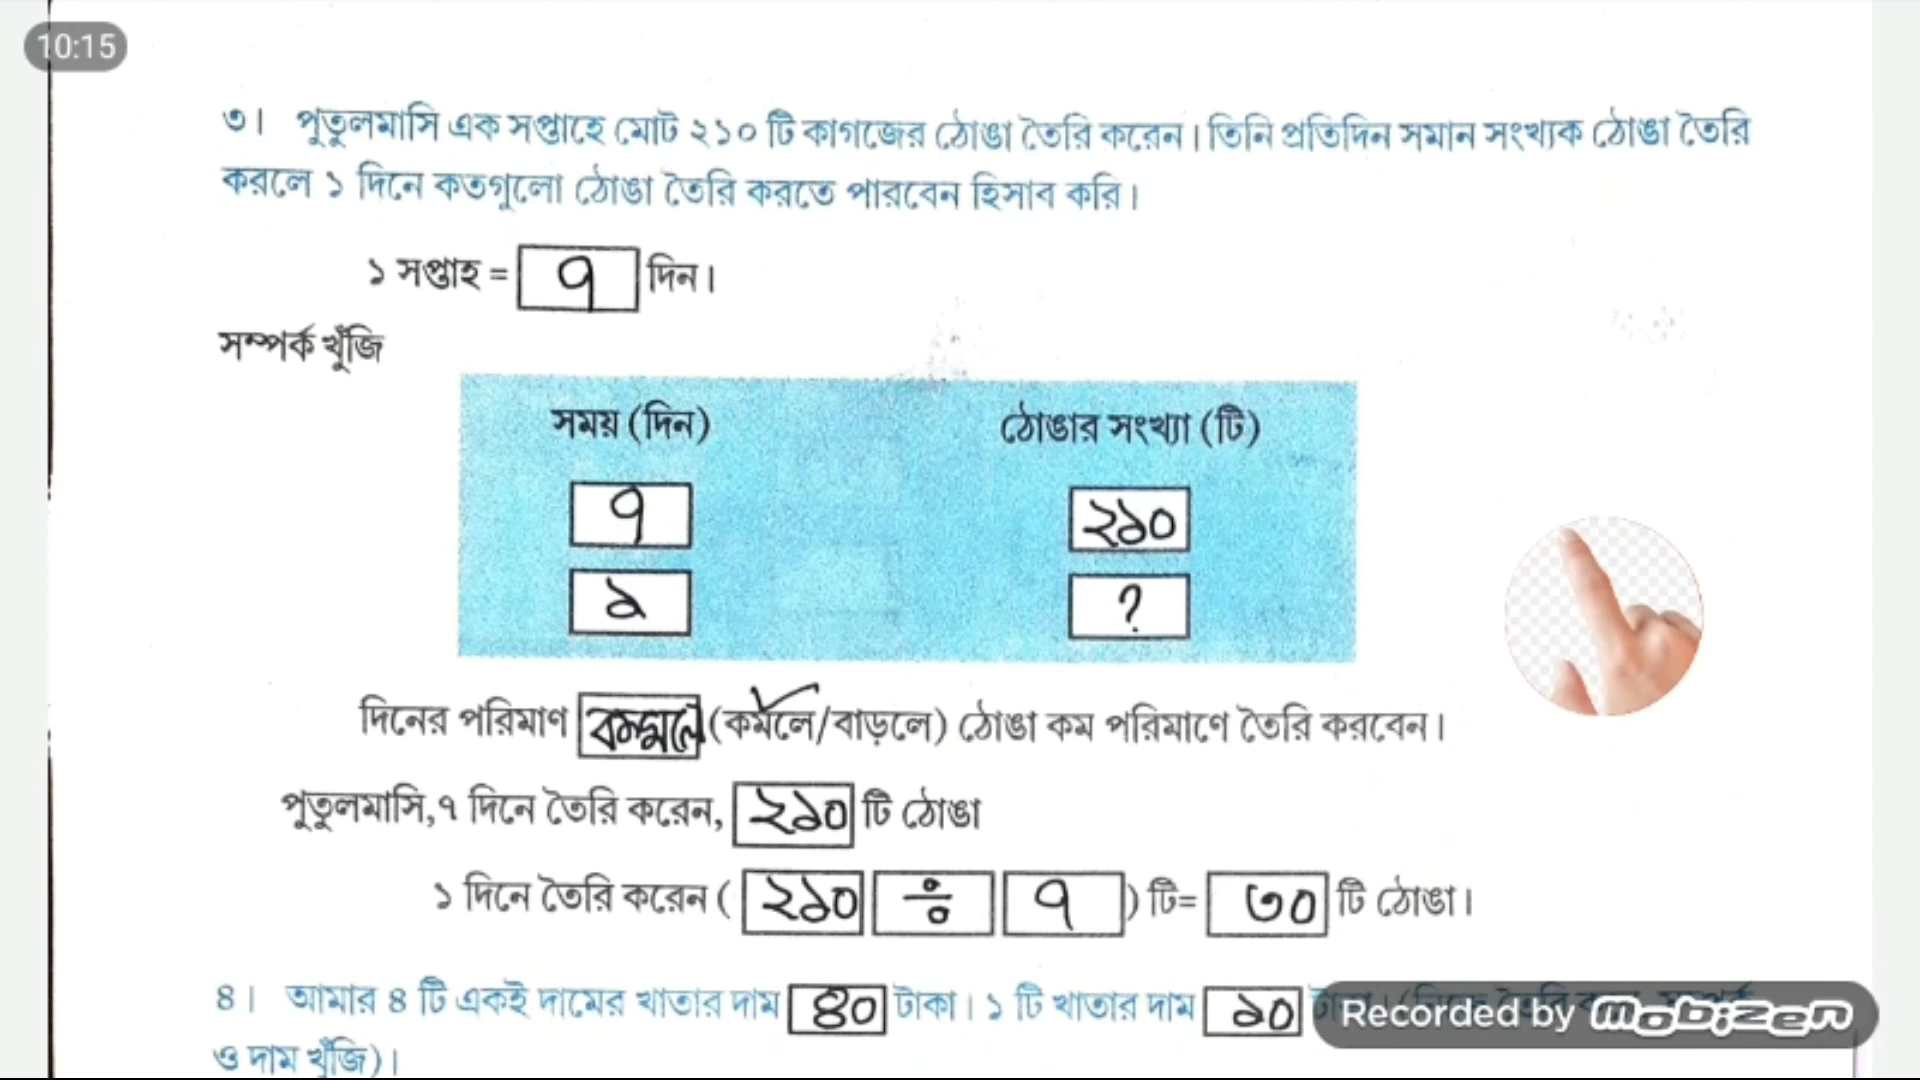 10:15
৩। পুতুলমাসি এক সপ্তাহে মোট ২১০ টি কাগজের ঠোঙা তৈরি করেন। তিনি প্রতিদিন সমান সংখ্যক ঠোঙা তৈরি
করলে ১ দিনে কতগুলো ঠোঙা তৈরি করতে পারবেন হিসাব করি।
১ সপ্তাহ = ৭ দিন।
সম্পর্ক খুঁজি
সময় (দিন) ঠোঙার সংখ্যা (টি)
৭ ২১০
১ ?
দিনের পরিমাণ কমলে (কমলে/বাড়লে) ঠোঙা কম পরিমাণে তৈরি করবেন।
পুতুলমাসি,৭ দিনে তৈরি করেন, ২১০ টি ঠোঙা
১ দিনে তৈরি করেন ( ২১০ ÷ ৭ ) টি= ৩০ টি ঠোঙা।
৪। আমার ৪ টি একই দামের খাতার দাম ৪০ টাকা। ১ টি খাতার দাম ১০
ও দাম খুঁজি)।
Recorded by mobizen